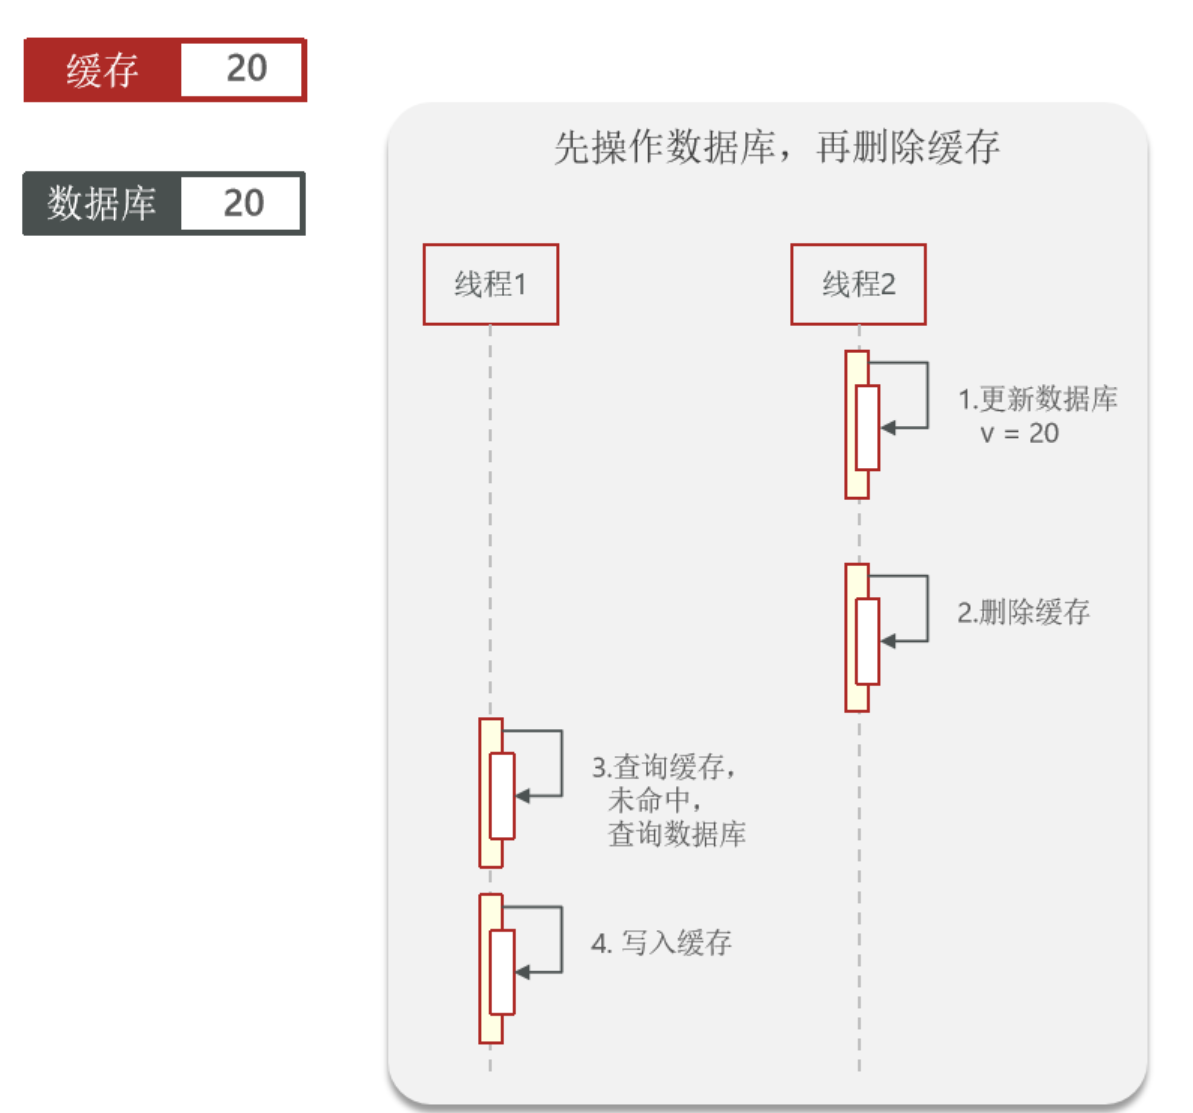 缓存 20
数据库 20
先操作数据库，再删除缓存
线程1
线程2
1.更新数据库
v = 20
2.删除缓存
3.查询缓存，
未命中，
查询数据库
4. 写入缓存